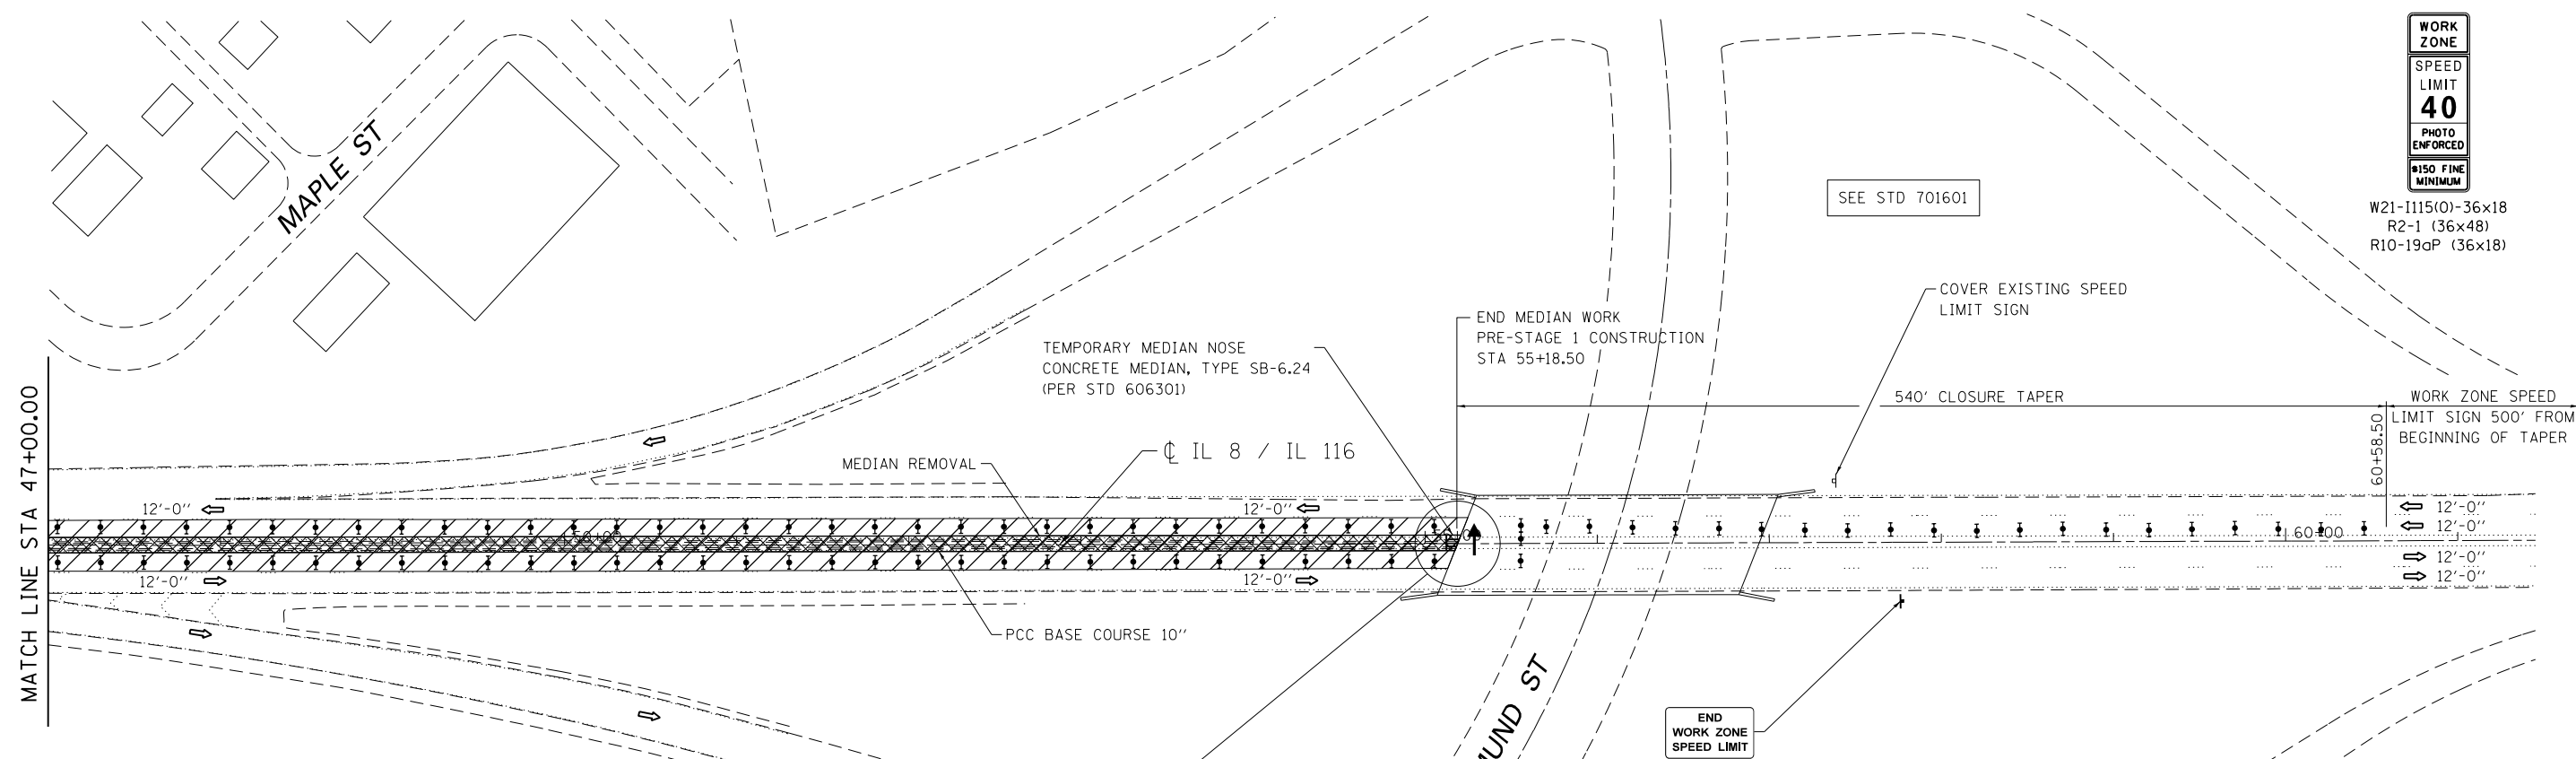 WORK
ZONE
SPEED
LIMIT
40
PHOTO
ENFORCED
$150 FINE
MINIMUM
W21-I115(O)-36x18
R2-1 (36x48)
R10-19aP (36x18)
MAPLE ST
SEE STD 701601
COVER EXISTING SPEED
LIMIT SIGN
END MEDIAN WORK
PRE-STAGE 1 CONSTRUCTION
STA 55+18.50
TEMPORARY MEDIAN NOSE
CONCRETE MEDIAN, TYPE SB-6.24
(PER STD 606301)
540' CLOSURE TAPER
WORK ZONE SPEED
LIMIT SIGN 500' FROM
BEGINNING OF TAPER
60+58.50
MATCH LINE STA 47+00.00
MEDIAN REMOVAL
℄ IL 8 / IL 116
12'-0"
12'-0"
12'-0"
12'-0"
60+00
12'-0"
12'-0"
12'-0"
12'-0"
PCC BASE COURSE 10"
MUND ST
END
WORK ZONE
SPEED LIMIT